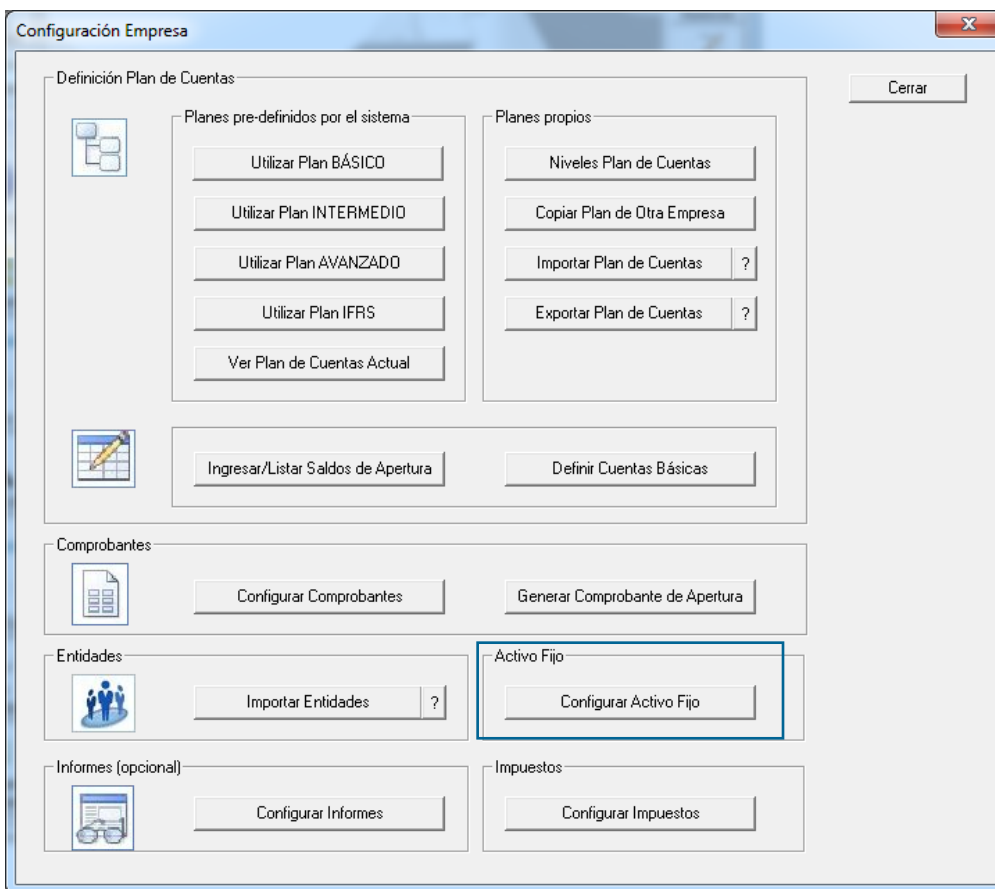 Configuración Empresa
Cerrar
Definición Plan de Cuentas
Planes pre-definidos por el sistema
Utilizar Plan BÁSICO
Utilizar Plan INTERMEDIO
Utilizar Plan AVANZADO
Utilizar Plan IFRS
Ver Plan de Cuentas Actual
Planes propios
Niveles Plan de Cuentas
Copiar Plan de Otra Empresa
Importar Plan de Cuentas ?
Exportar Plan de Cuentas ?
Ingresar/Listar Saldos de Apertura
Definir Cuentas Básicas
Comprobantes
Configurar Comprobantes
Generar Comprobante de Apertura
Entidades
Importar Entidades ?
Activo Fijo
Configurar Activo Fijo
Informes (opcional)
Configurar Informes
Impuestos
Configurar Impuestos